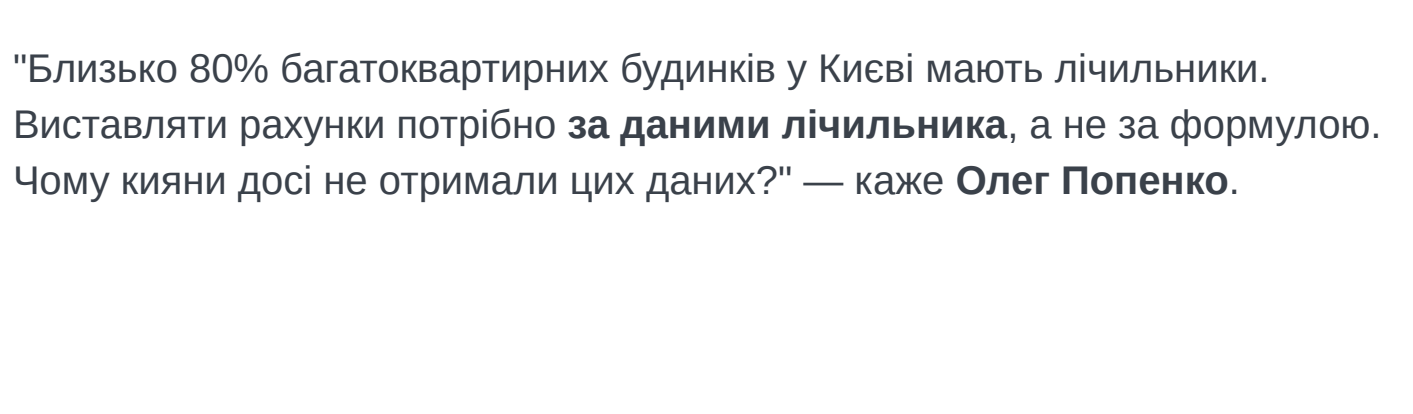 "Близько 80% багатоквартирних будинків у Києві мають лічильники.
Виставляти рахунки потрібно за даними лічильника, а не за формулою.
Чому кияни досі не отримали цих даних?" — каже Олег Попенко.